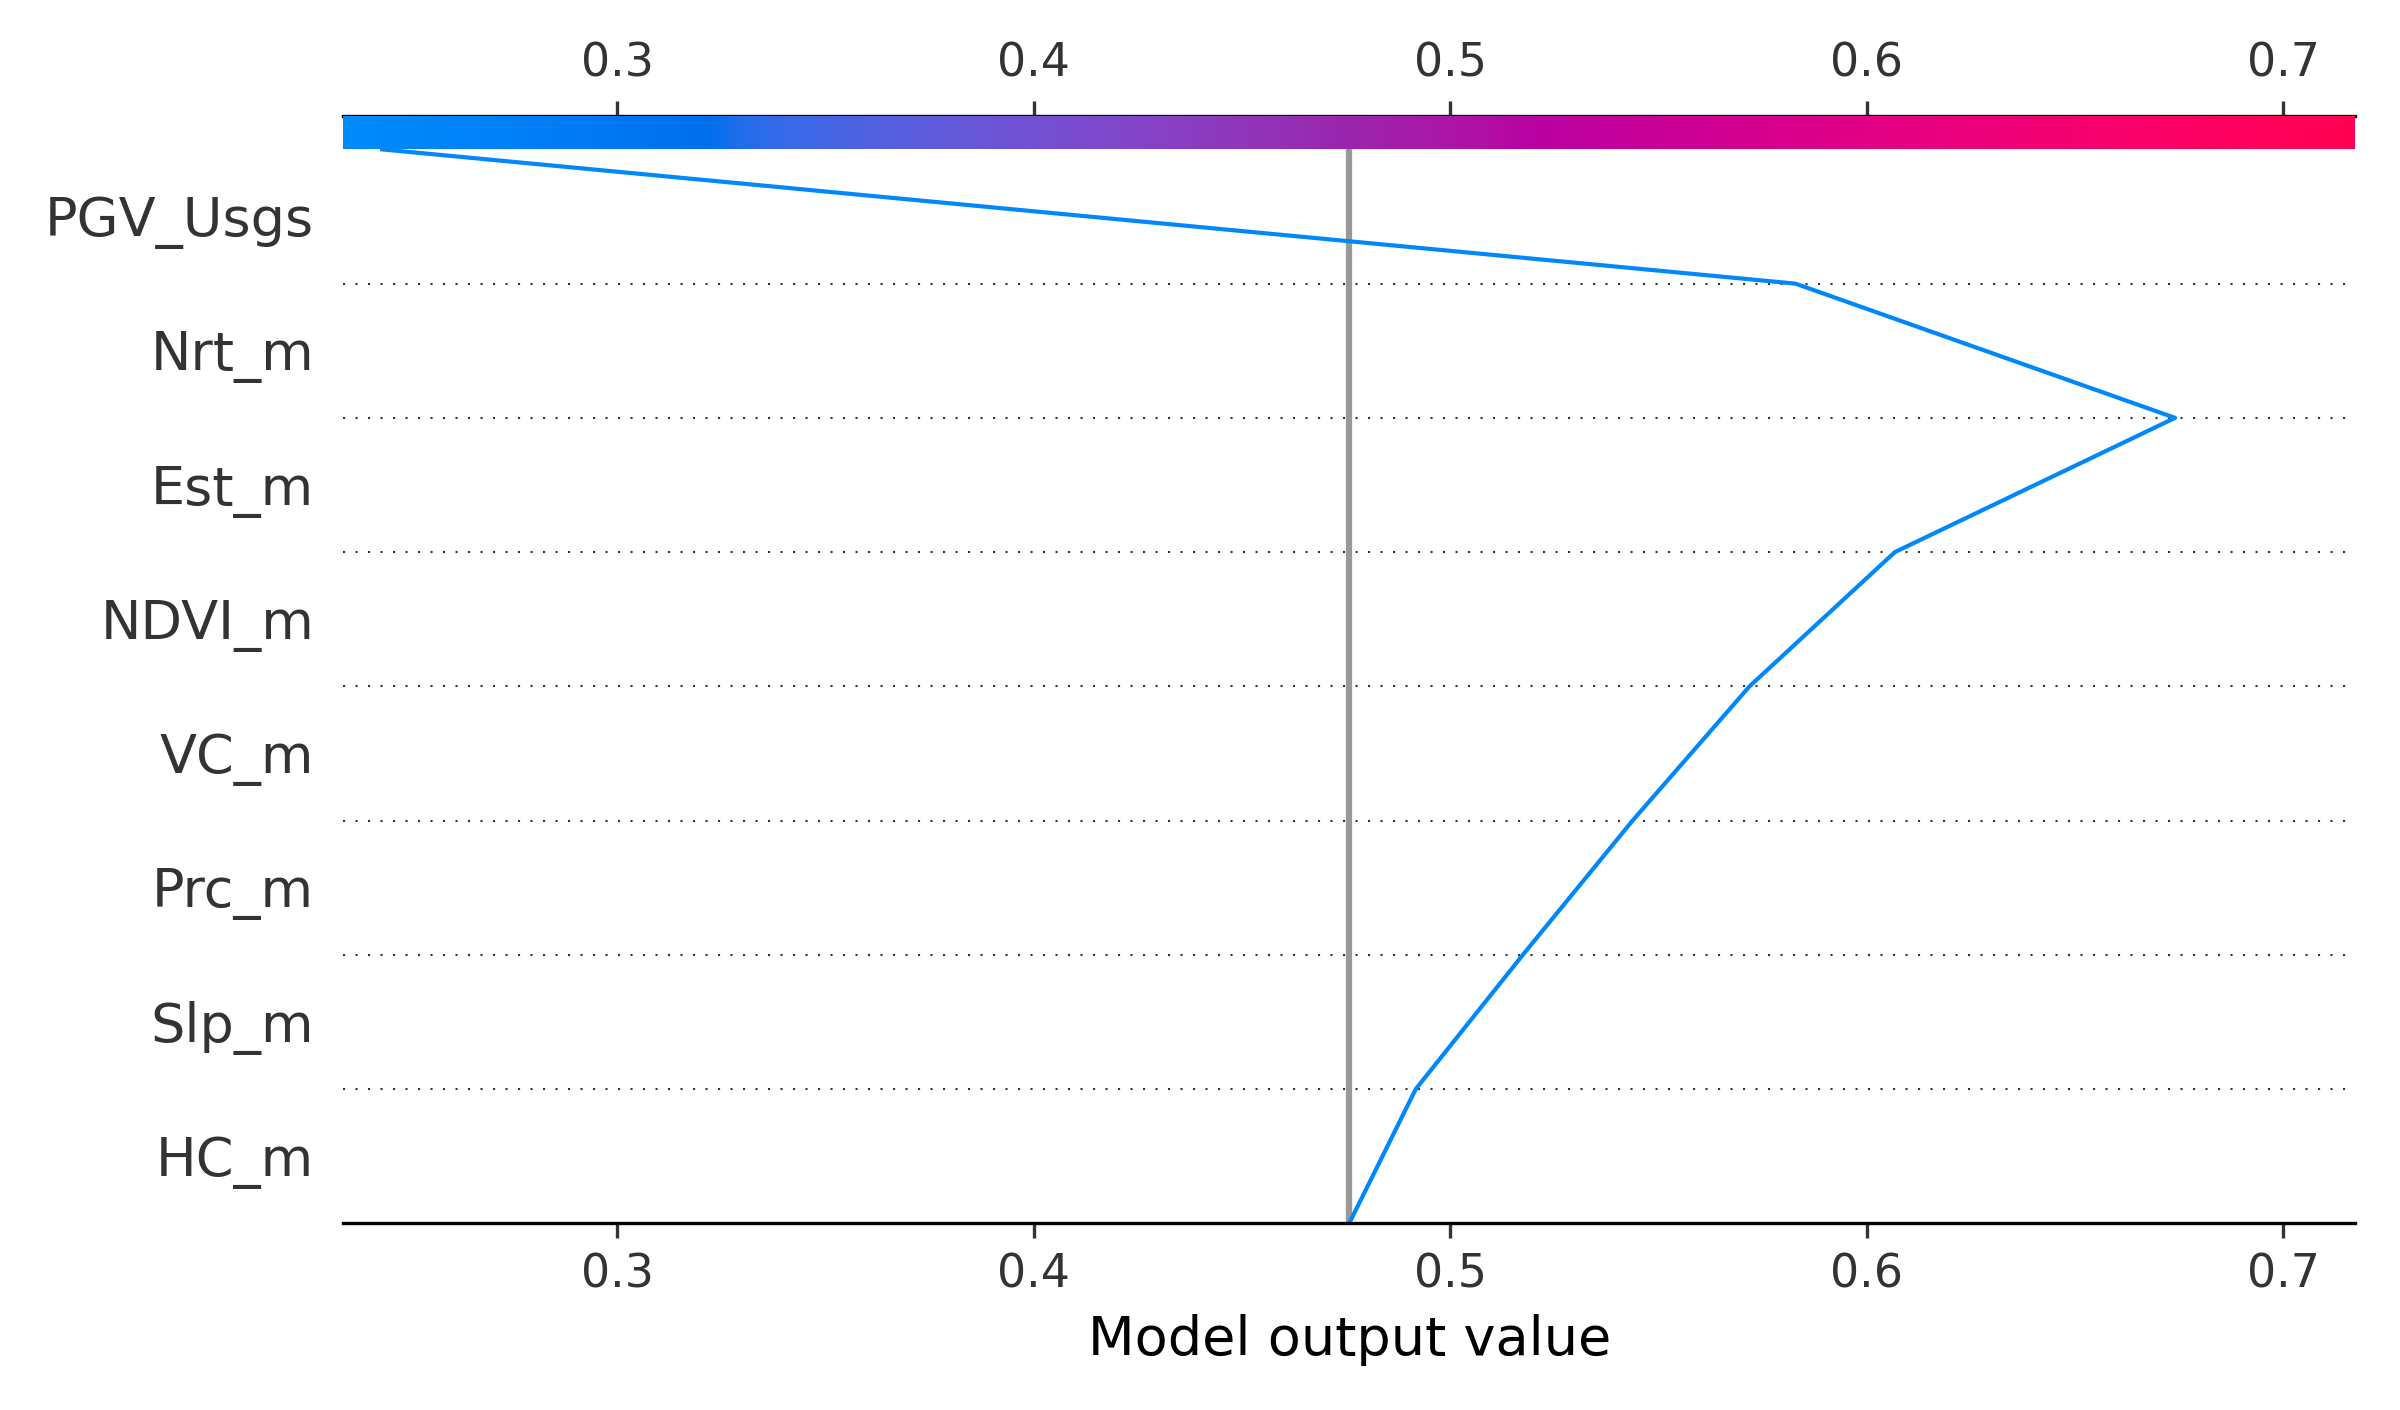 0.3 0.4 0.5 0.6 0.7
PGV_Usgs
Nrt_m
Est_m
NDVI_m
VC_m
Prc_m
Slp_m
HC_m
0.3 0.4 0.5 0.6 0.7
Model output value